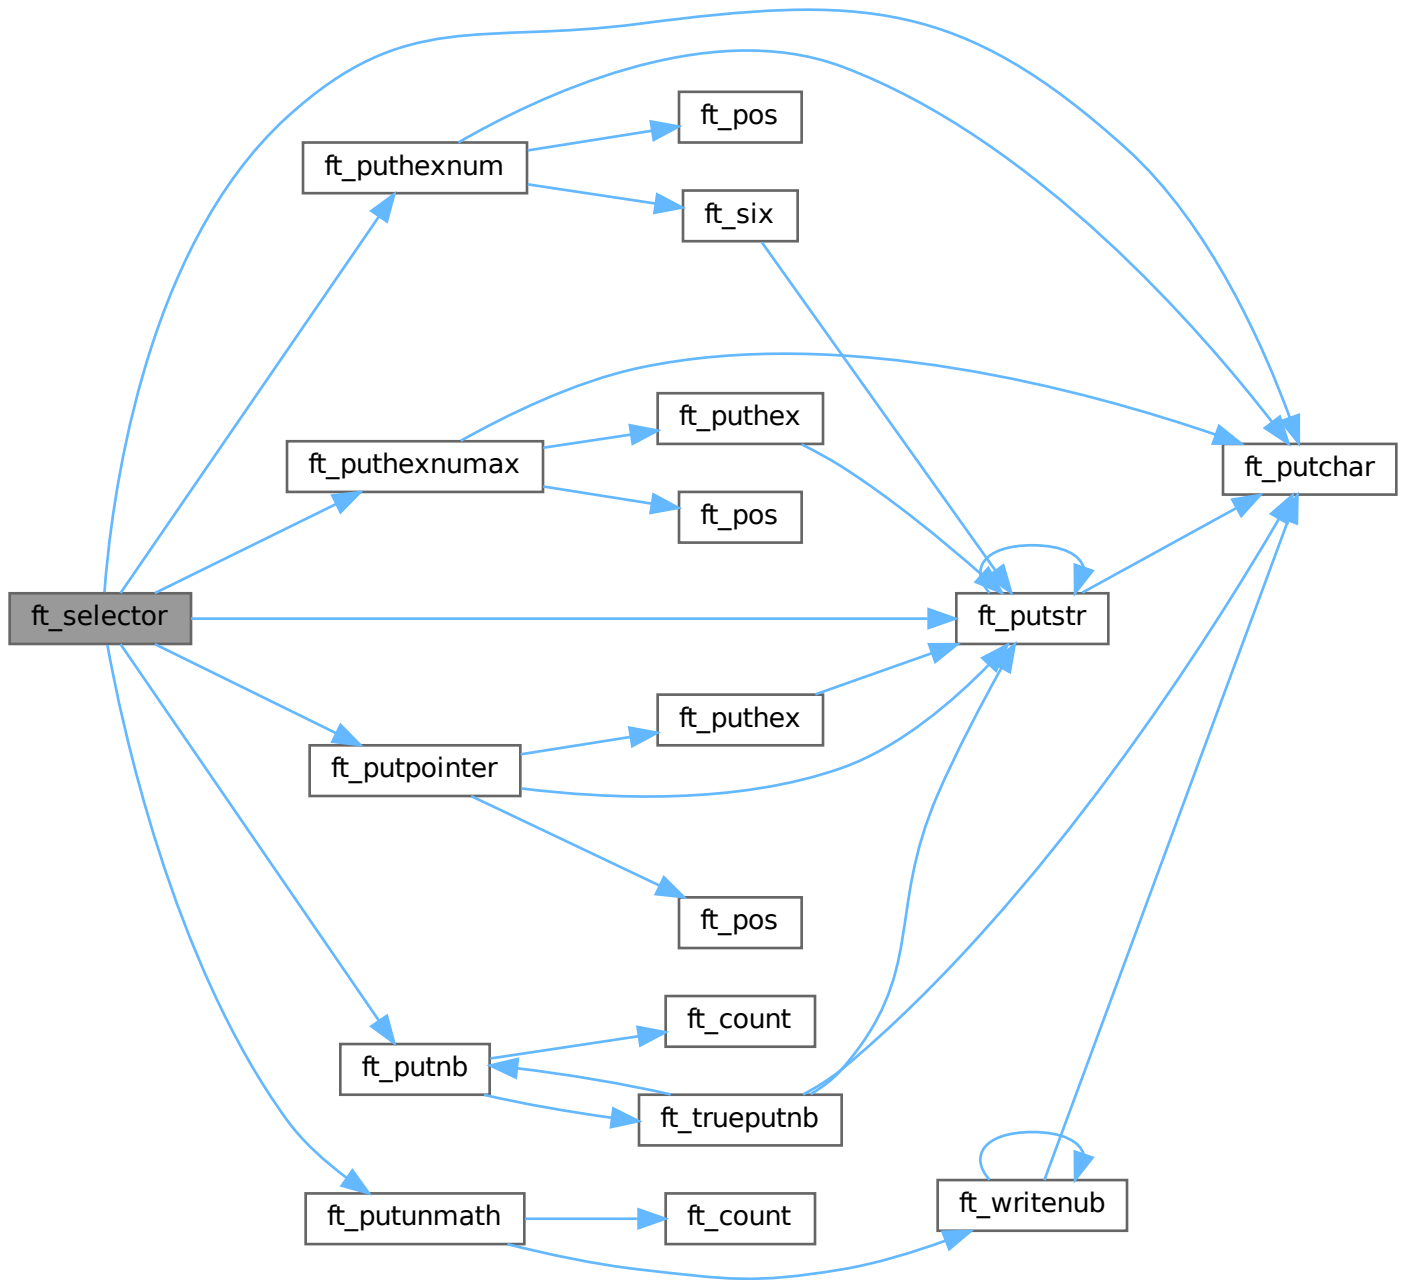 ft_pos
ft_puthexnum
ft_six
ft_puthex
ft_puthexnumax
ft_putchar
ft_pos
ft_selector
ft_putstr
ft_puthex
ft_putpointer
ft_pos
ft_count
ft_putnb
ft_trueputnb
ft_putunmath
ft_count
ft_writenub